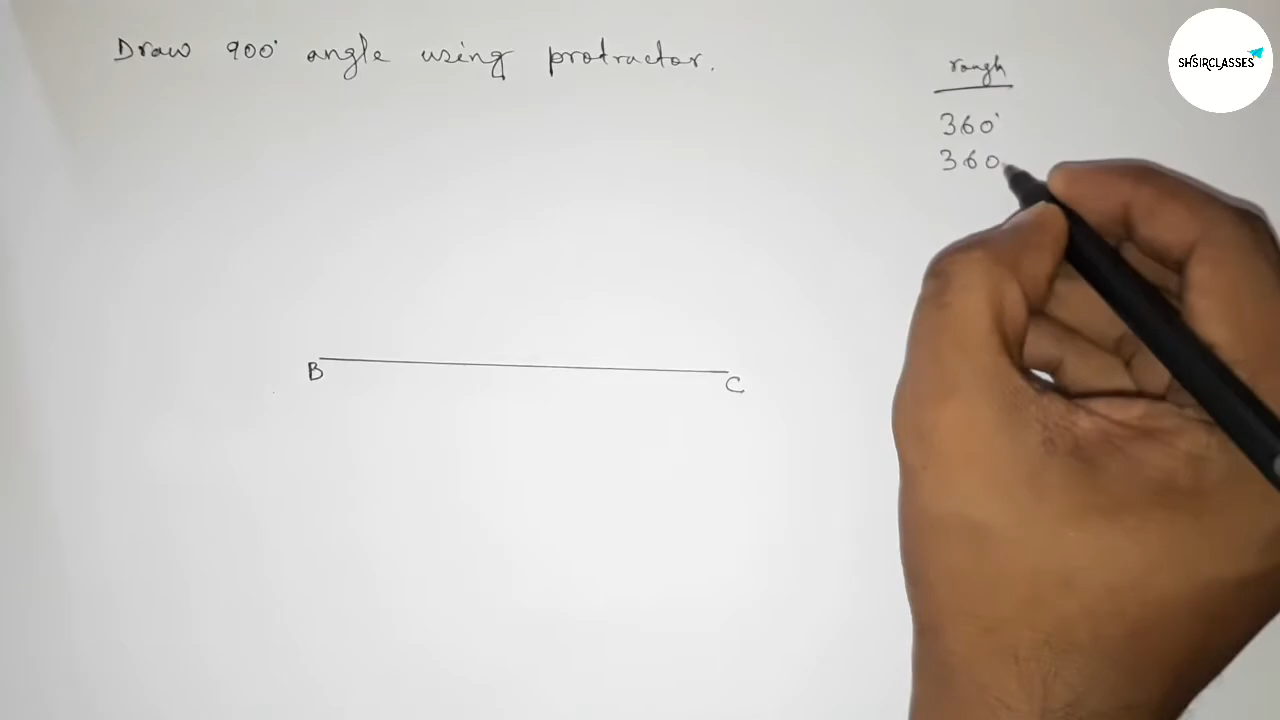 Draw 900° angle using protractor.
SHSIRCLASSES
rough
360°
360
B
C